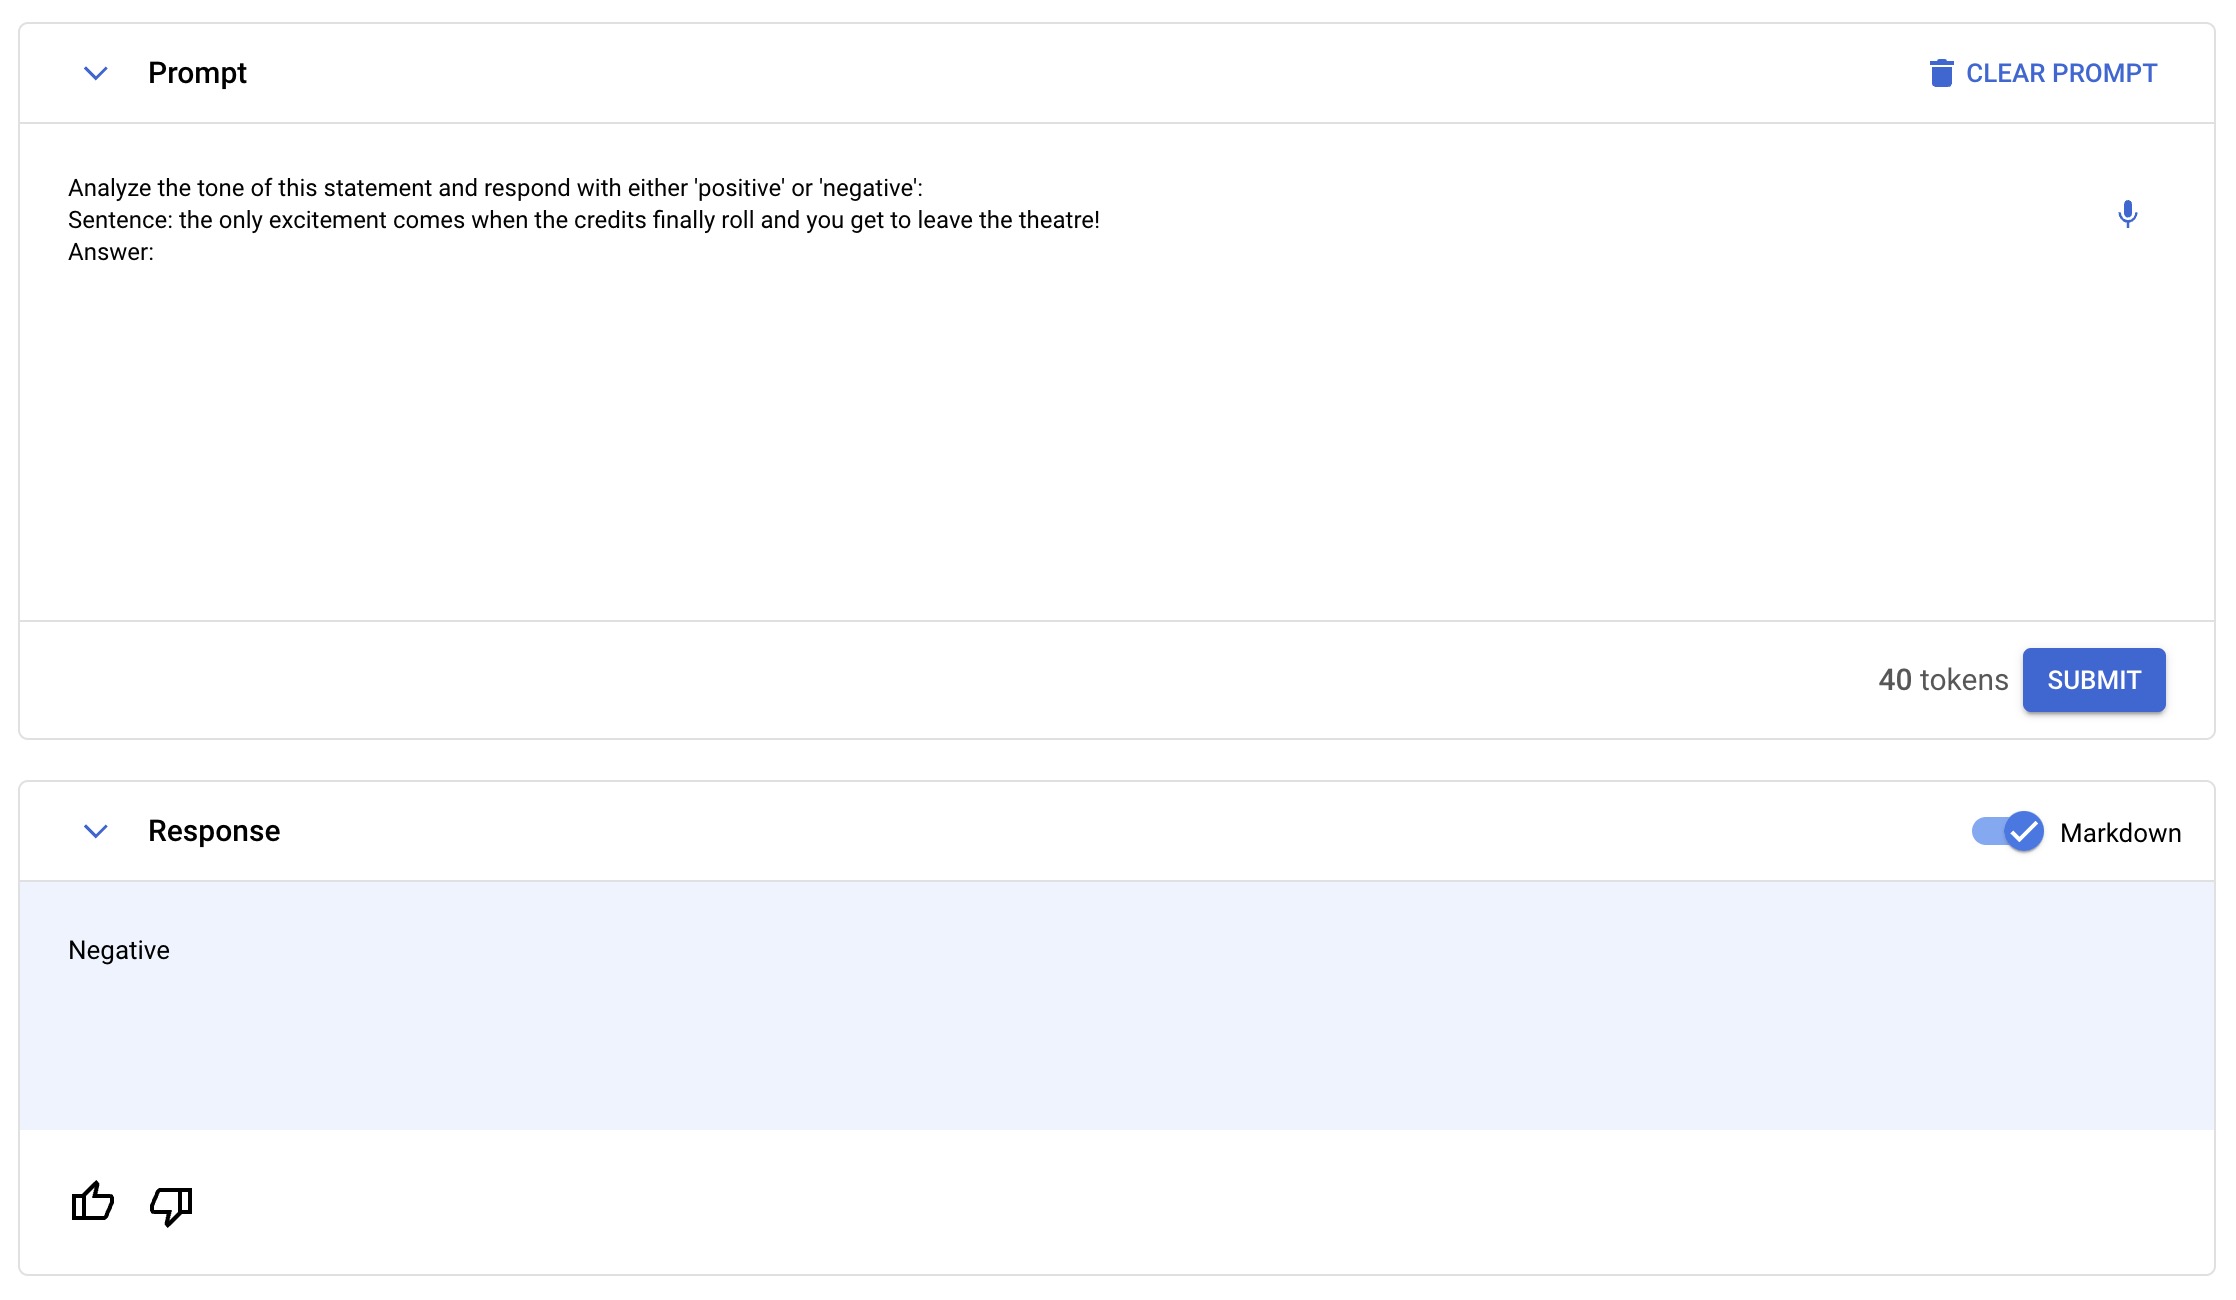 Prompt
CLEAR PROMPT
Analyze the tone of this statement and respond with either 'positive' or 'negative':
Sentence: the only excitement comes when the credits finally roll and you get to leave the theatre!
Answer:
40 tokens
SUBMIT
Response
Markdown
Negative